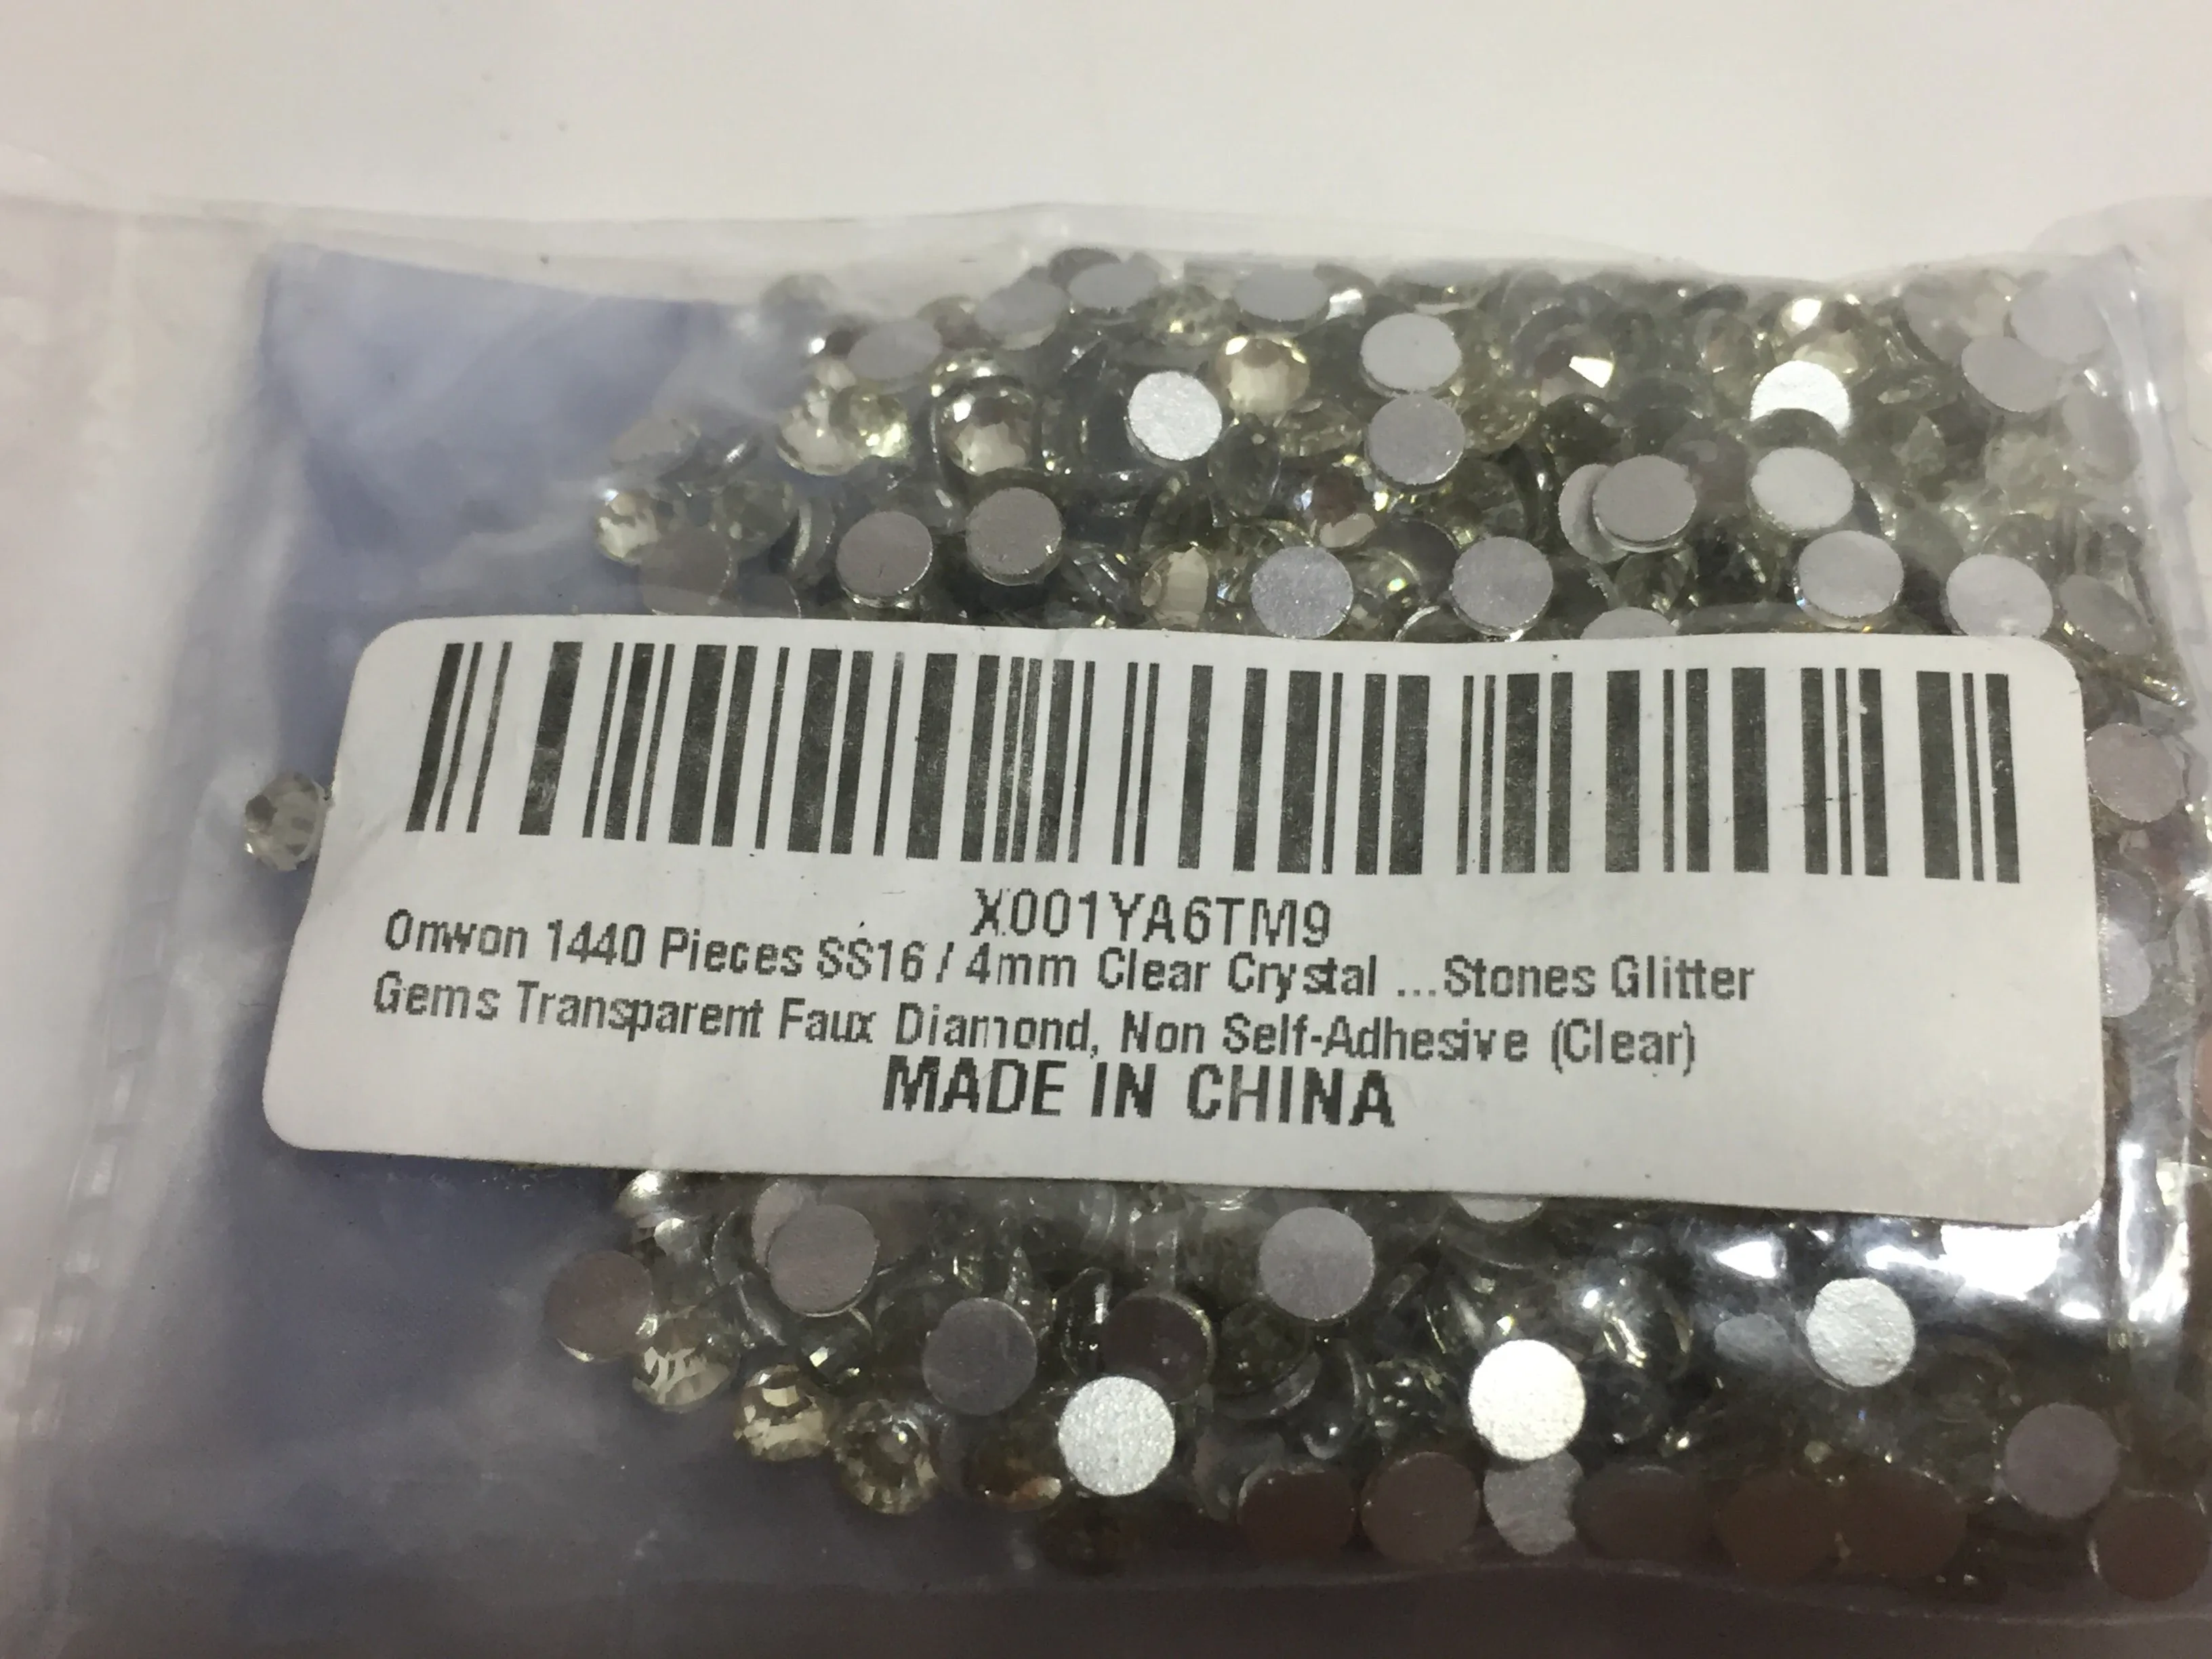 X001YA6TM9
Omwon 1440 Pieces SS16 / 4mm Clear Crystal ...Stones Glitter
Gems Transparent Faux Diamond, Non Self-Adhesive (Clear)
MADE IN CHINA